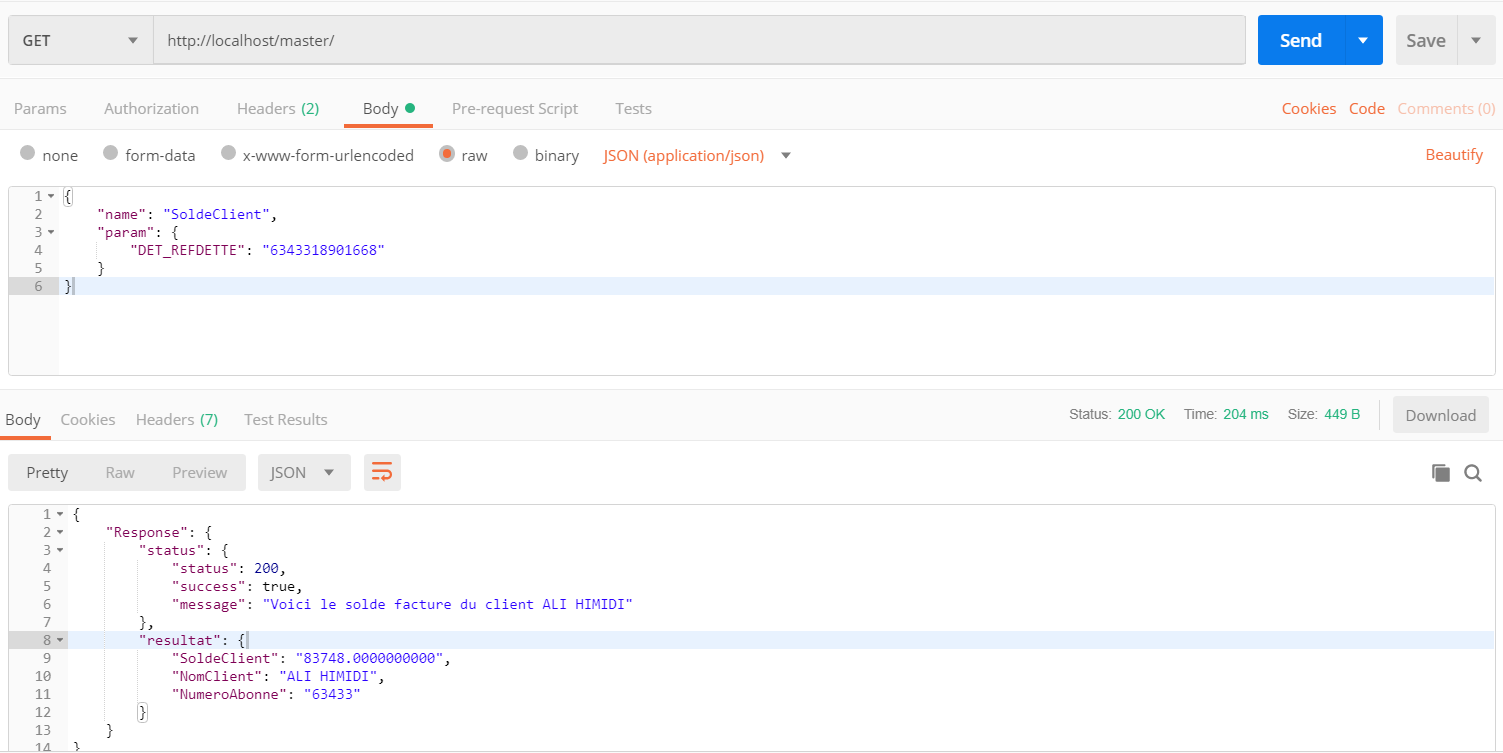 GET http://localhost/master/ Send Save
Params Authorization Headers (2) Body Pre-request Script Tests Cookies Code Comments (0)
none form-data x-www-form-urlencoded raw binary JSON (application/json) Beautify
1 {
2 "name": "SoldeClient",
3 "param": {
4 "DET_REFDETTE": "6343318901668"
5 }
6 }
Body Cookies Headers (7) Test Results Status: 200 OK Time: 204 ms Size: 449 B Download
Pretty Raw Preview JSON
1 {
2 "Response": {
3 "status": {
4 "status": 200,
5 "success": true,
6 "message": "Voici le solde facture du client ALI HIMIDI"
7 },
8 "resultat": {
9 "SoldeClient": "83748.0000000000",
10 "NomClient": "ALI HIMIDI",
11 "NumeroAbonne": "63433"
12 }
13 }
14 }